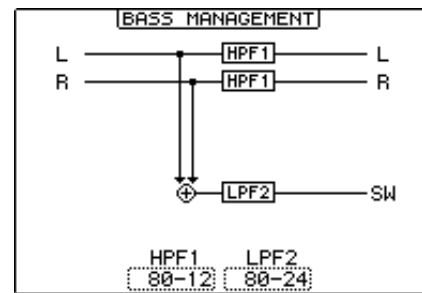 BASS MANAGEMENT
L HPF1 L
R HPF1 R
LPF2 SW
HPF1 LPF2
80-12 80-24